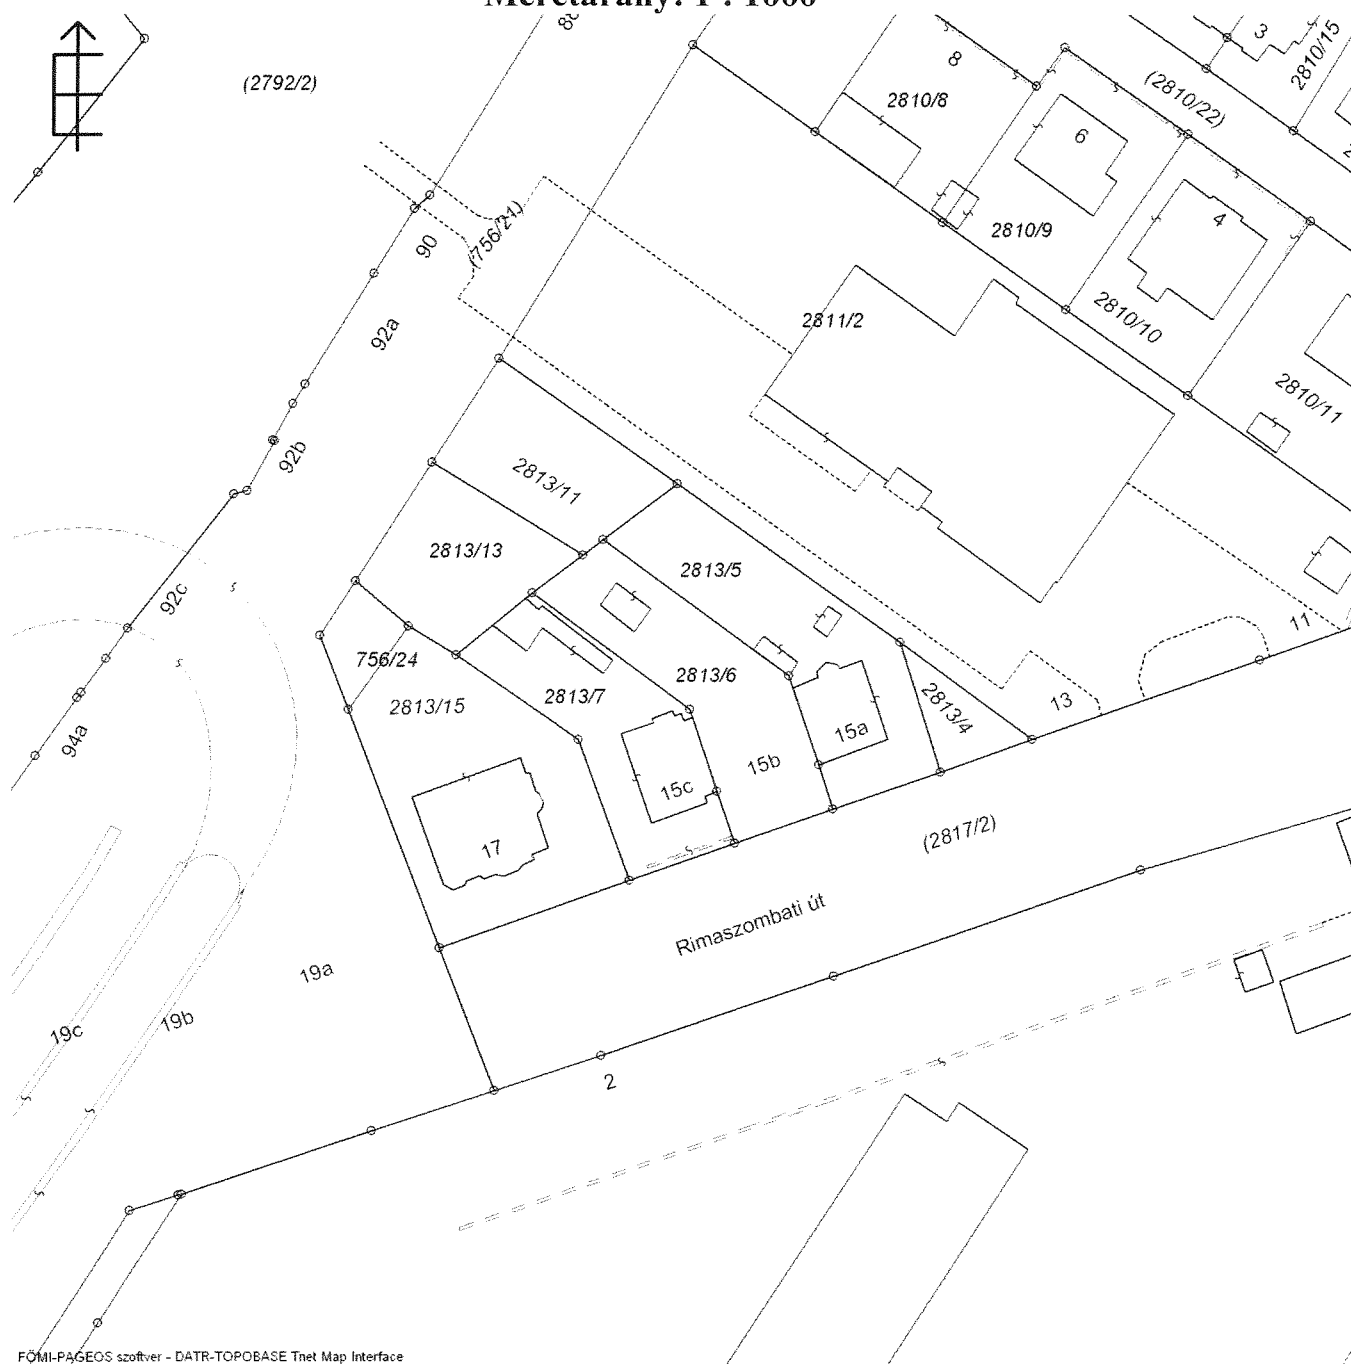 Méretarány: 1 : 1000
(2792/2)
8
3
2810/15
2810/8
(2810/22)
6
4
90
(756/21)
2810/9
92a
2811/2
2810/10
2810/11
92b
2813/11
2813/13
2813/5
92c
11
756/24
2813/6
2813/7
2813/15
2813/4
13
94a
15a
15b
15c
17
(2817/2)
Rimaszombati út
19a
19b
19c
2
FÖMI-PAGEOS szoftver - DATR-TOPOBASE Tnet Map Interface